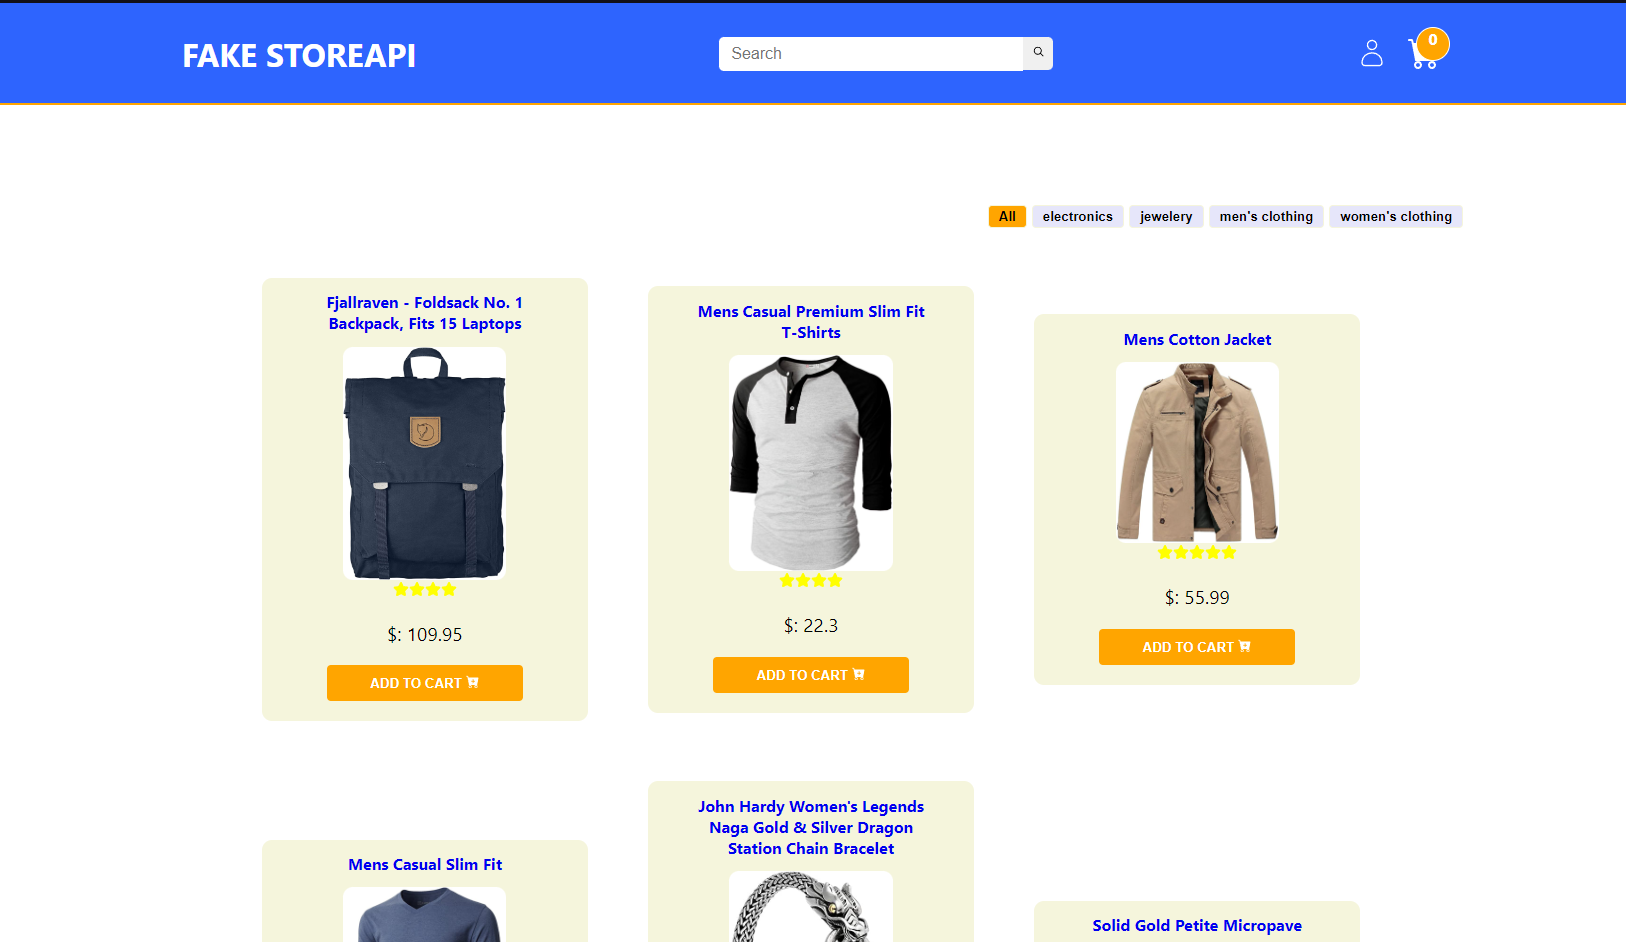 FAKE STOREAPI
Search
0
All
electronics
jewelery
men's clothing
women's clothing
Fjallraven - Foldsack No. 1
Backpack, Fits 15 Laptops
$: 109.95
ADD TO CART
Mens Casual Premium Slim Fit
T-Shirts
$: 22.3
ADD TO CART
Mens Cotton Jacket
$: 55.99
ADD TO CART
Mens Casual Slim Fit
John Hardy Women's Legends
Naga Gold & Silver Dragon
Station Chain Bracelet
Solid Gold Petite Micropave